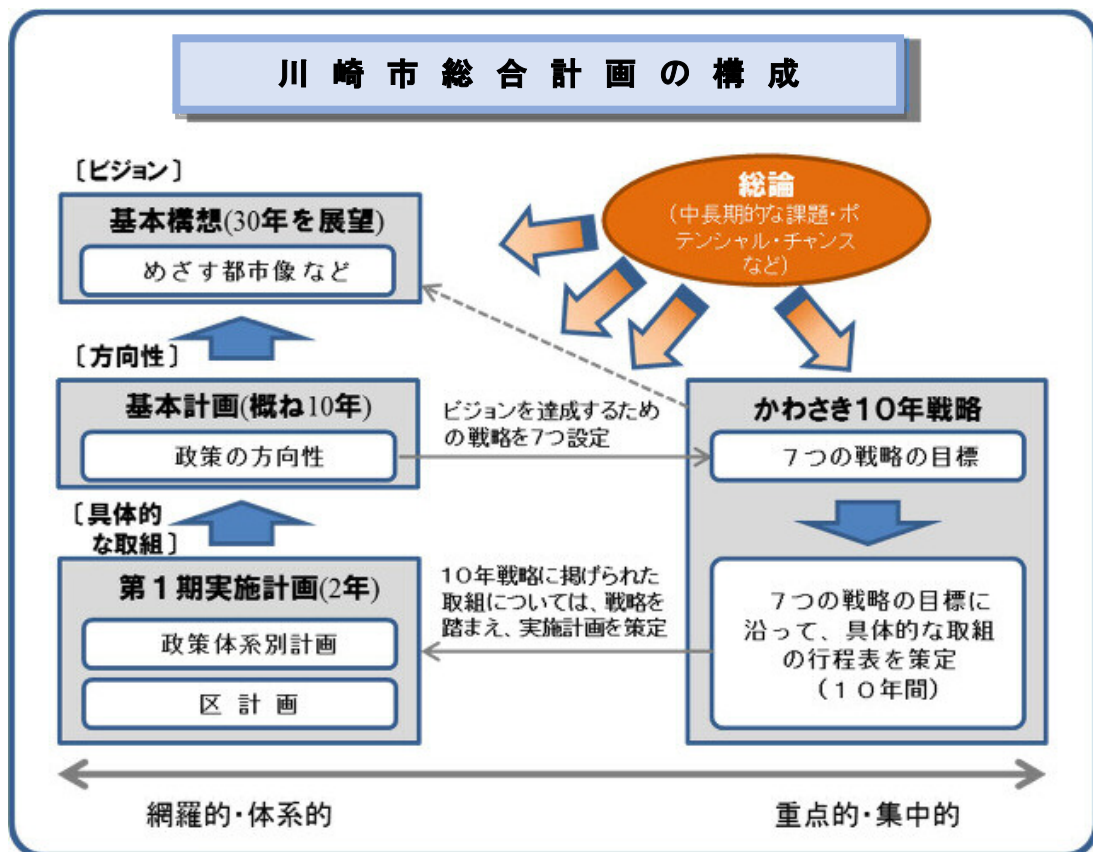 川崎市総合計画の構成
〔ビジョン〕
基本構想(30年を展望)
めざす都市像など
総論
(中長期的な課題・ポ
テンシャル・チャンス
など)
〔方向性〕
基本計画(概ね10年)
政策の方向性
ビジョンを達成するため
の戦略を7つ設定
かわさき10年戦略
7つの戦略の目標
〔具体的
な取組〕
第1期実施計画(2年)
政策体系別計画
区計画
10年戦略に掲げられた
取組については、戦略を
踏まえ、実施計画を策定
7つの戦略の目標に
沿って、具体的な取組
の行程表を策定
(10年間)
網羅的・体系的
重点的・集中的